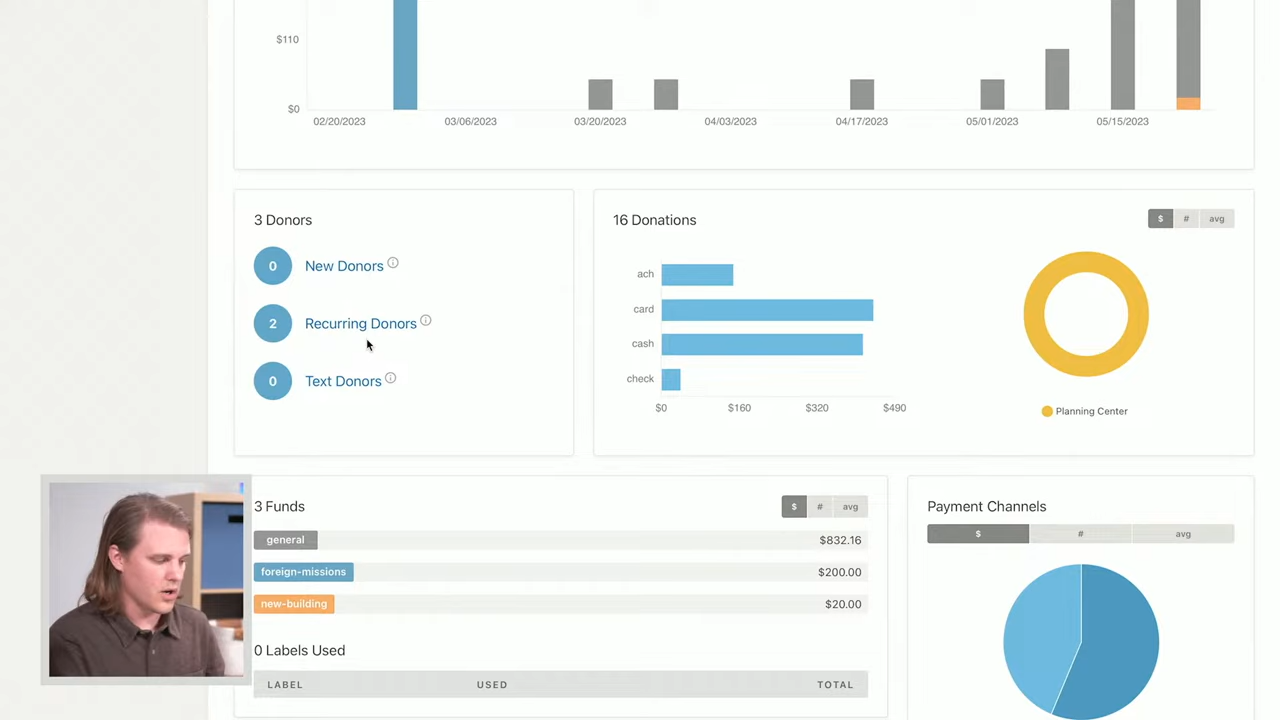 $110
$0
02/20/2023 03/06/2023 03/20/2023 04/03/2023 04/17/2023 05/01/2023 05/15/2023
3 Donors
0 New Donors
2 Recurring Donors
0 Text Donors
16 Donations
$ # avg
ach
card
cash
check
$0 $160 $320 $490
Planning Center
3 Funds
$ # avg
general $832.16
foreign-missions $200.00
new-building $20.00
0 Labels Used
LABEL USED TOTAL
Payment Channels
$ # avg